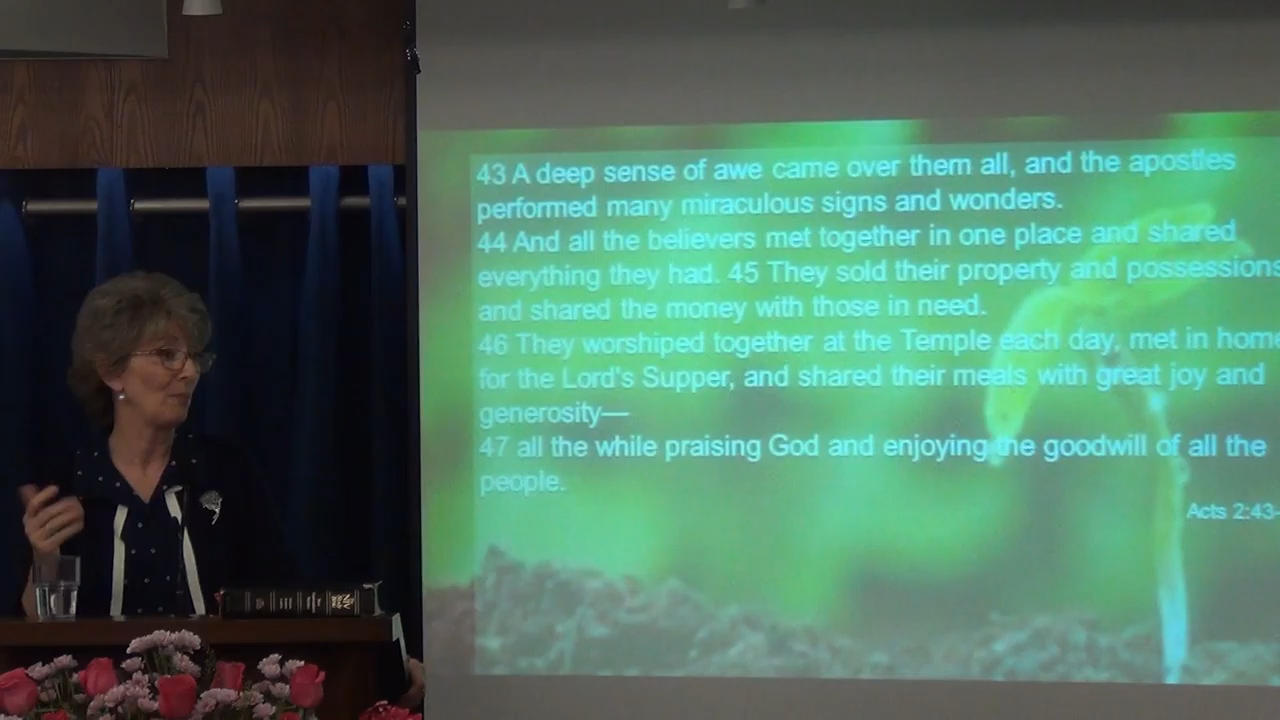 43 A deep sense of awe came over them all, and the apostles
performed many miraculous signs and wonders.
44 And all the believers met together in one place and shared
everything they had. 45 They sold their property and possessions
and shared the money with those in need.
46 They worshiped together at the Temple each day, met in home
for the Lord's Supper, and shared their meals with great joy and
generosity—
47 all the while praising God and enjoying the goodwill of all the
people.
Acts 2:43-
NIV